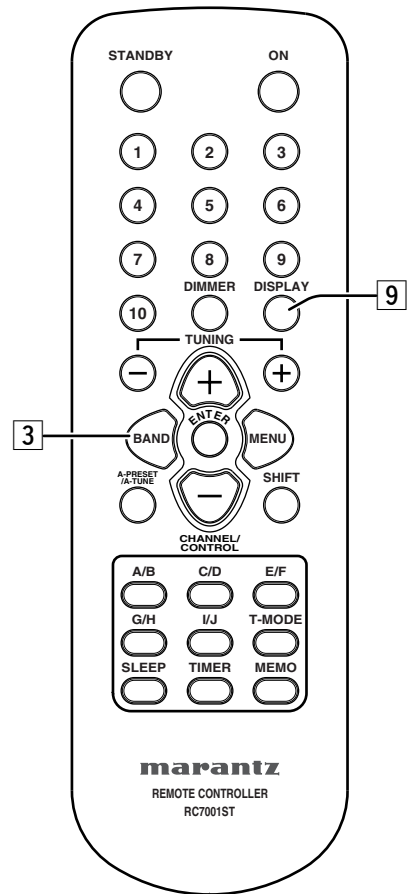 STANDBY ON
1 2 3
4 5 6
7 8 9
DIMMER DISPLAY
10
9
TUNING
− +
+
ENTER
3
BAND MENU
−
A-PRESET
/A-TUNE
SHIFT
CHANNEL/
CONTROL
A/B C/D E/F
G/H I/J T-MODE
SLEEP TIMER MEMO
marantz
REMOTE CONTROLLER
RC7001ST